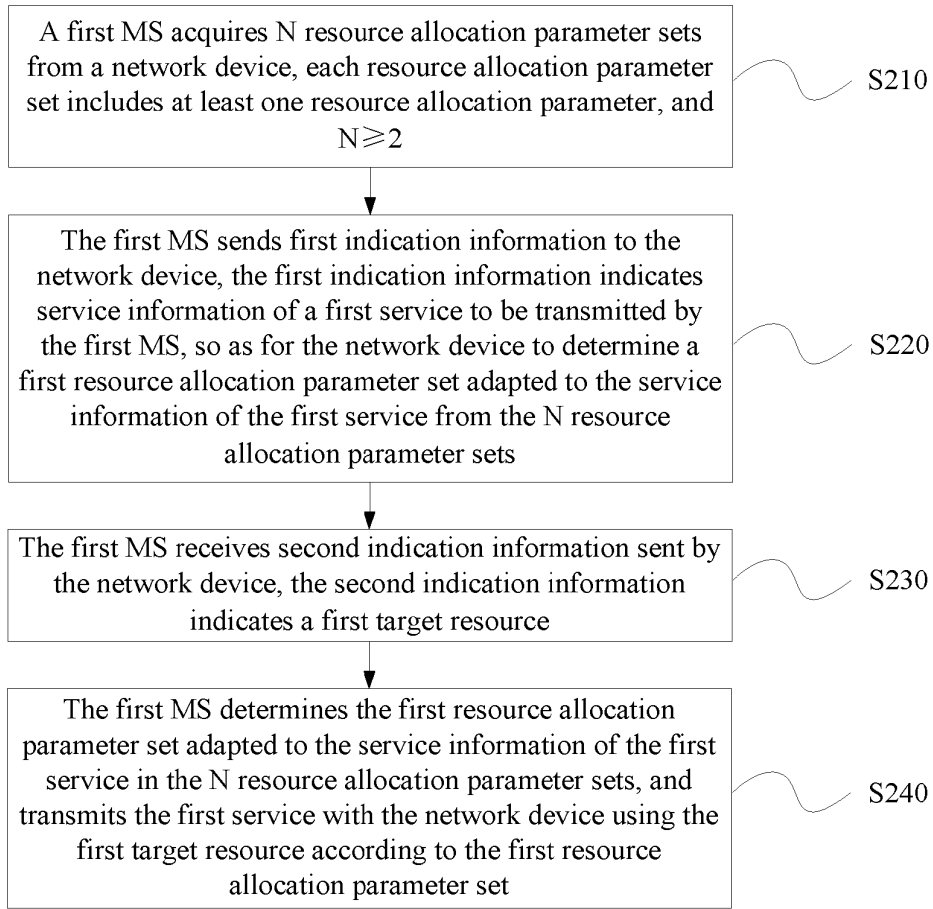 A first MS acquires N resource allocation parameter sets
from a network device, each resource allocation parameter
set includes at least one resource allocation parameter, and
N≥2
S210
The first MS sends first indication information to the
network device, the first indication information indicates
service information of a first service to be transmitted by
the first MS, so as for the network device to determine a
first resource allocation parameter set adapted to the service
information of the first service from the N resource
allocation parameter sets
S220
The first MS receives second indication information sent by
the network device, the second indication information
indicates a first target resource
S230
The first MS determines the first resource allocation
parameter set adapted to the service information of the first
service in the N resource allocation parameter sets, and
transmits the first service with the network device using the
first target resource according to the first resource
allocation parameter set
S240